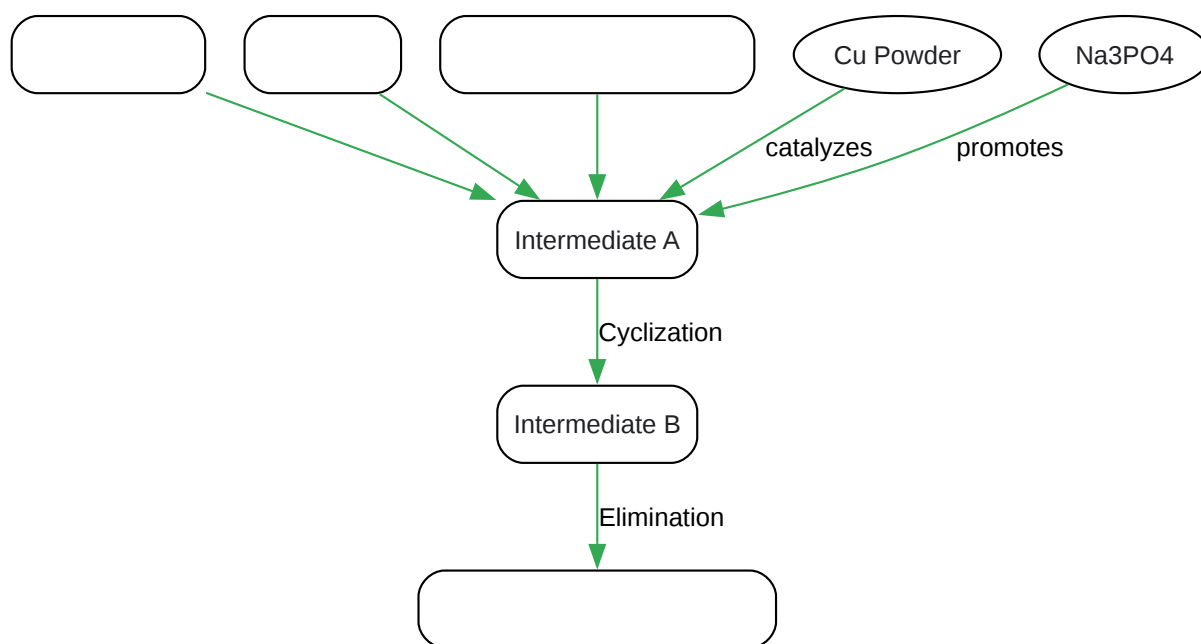 Cu Powder
Na3PO4
catalyzes
promotes
Intermediate A
Cyclization
Intermediate B
Elimination